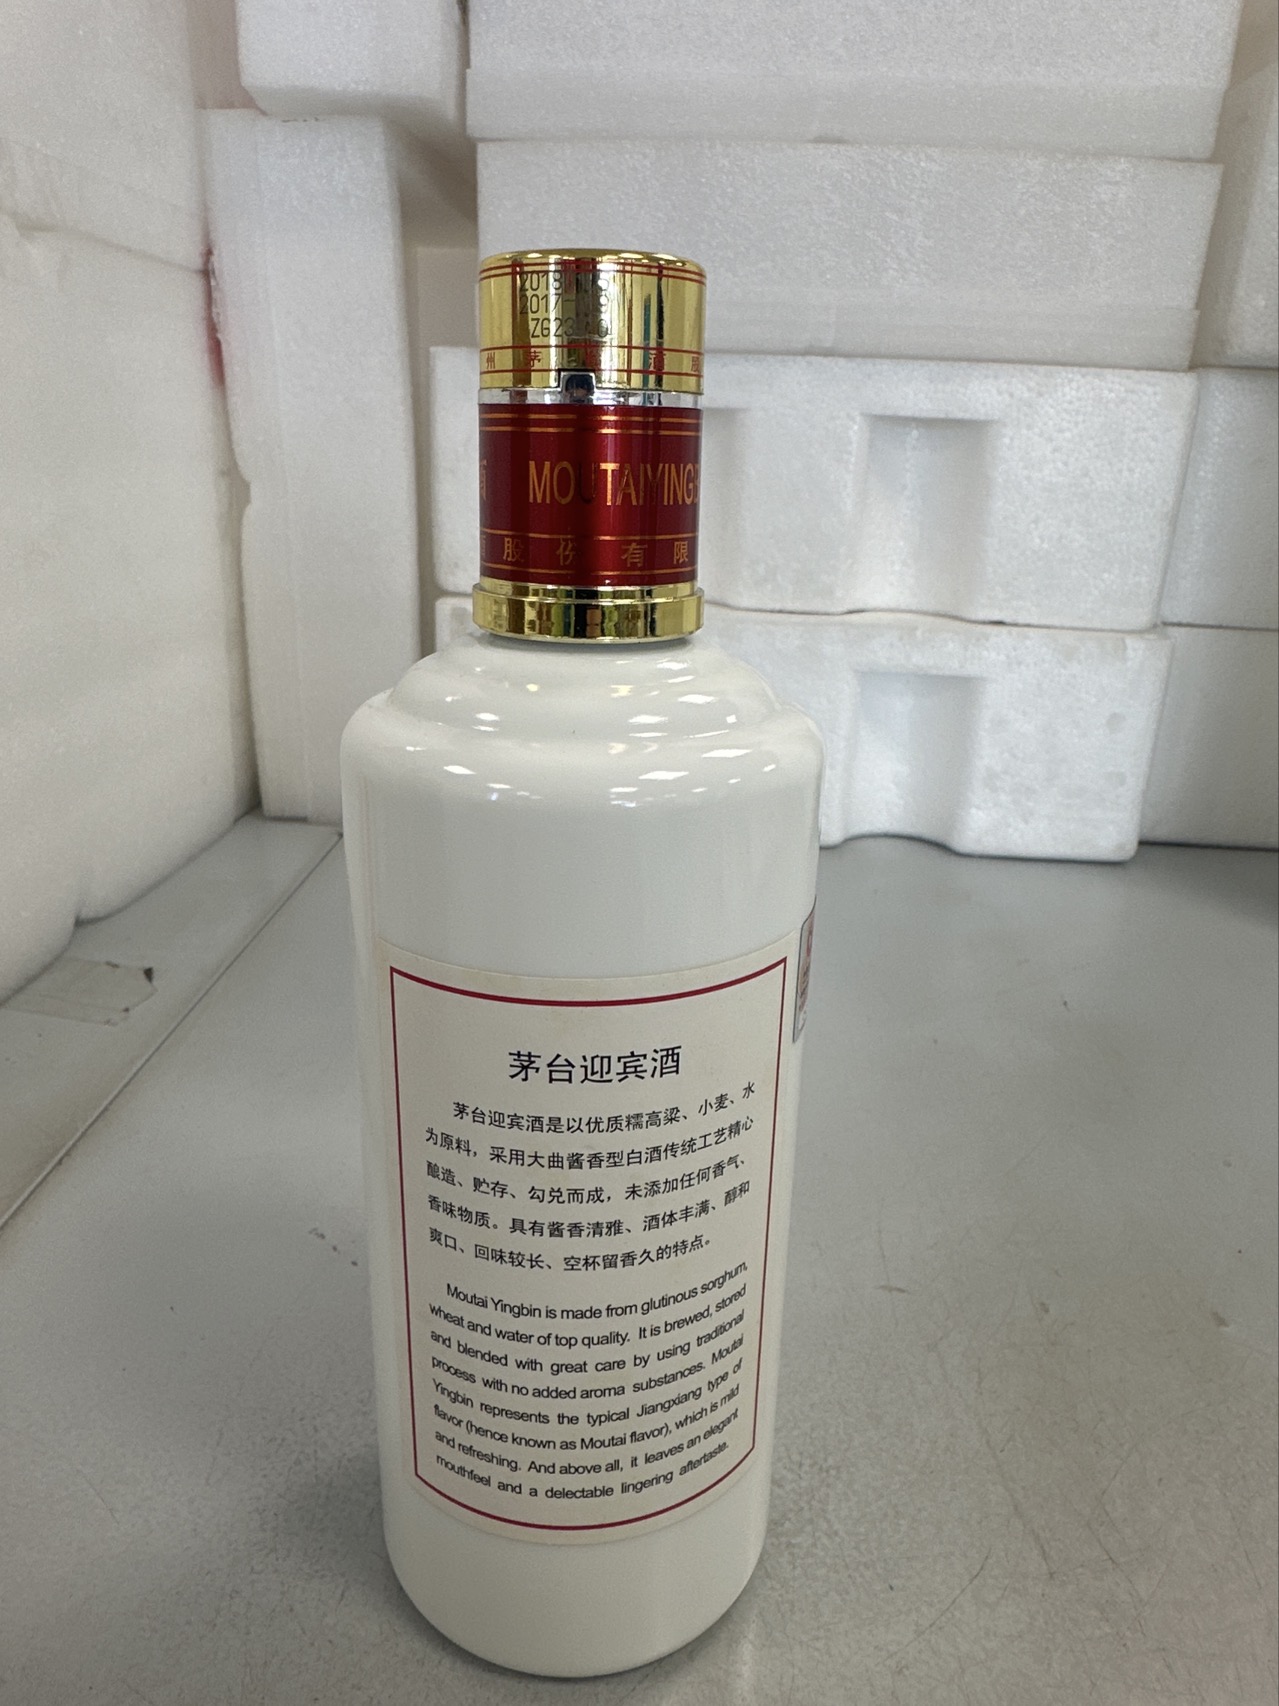 2018
2017-
ZG23
州 茅 台 酒 股
MOUTAIYING
股 份 有 限
茅台迎宾酒
茅台迎宾酒是以优质糯高粱、小麦、水
为原料，采用大曲酱香型白酒传统工艺精心
酿造、贮存、勾兑而成，未添加任何香气、
香味物质。具有酱香清雅、酒体丰满、醇和
爽口、回味较长、空杯留香久的特点。
Moutai Yingbin is made from glutinous sorghum,
wheat and water of top quality. It is brewed, stored
and blended with great care by using traditional
process with no added aroma substances. Moutai
Yingbin represents the typical Jiangxiang type of
flavor (hence known as Moutai flavor), which is mild
and refreshing. And above all, it leaves an elegant
mouthfeel and a delectable lingering aftertaste.